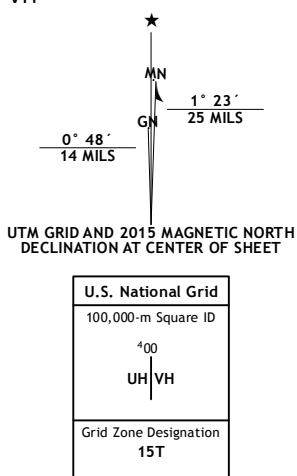 ★
MN
1° 23´
25 MILS
GN
0° 48´
14 MILS
UTM GRID AND 2015 MAGNETIC NORTH
DECLINATION AT CENTER OF SHEET
U.S. National Grid
100,000-m Square ID
⁴00
UH VH
Grid Zone Designation
15T